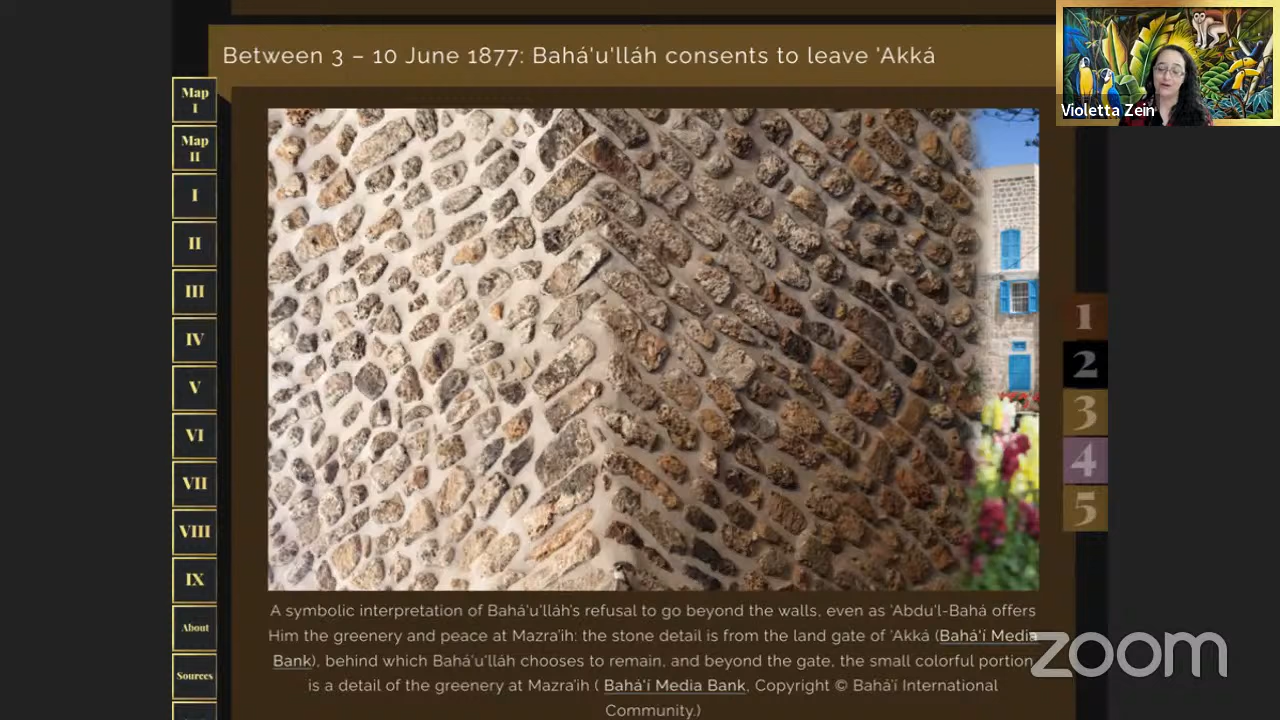 Between 3 – 10 June 1877: Bahá'u'lláh consents to leave 'Akká
Violetta Zein
Map
I
Map
II
I
II
III
IV
V
VI
VII
VIII
IX
About
Sources
1
2
3
4
5
A symbolic interpretation of Bahá'u'lláh's refusal to go beyond the walls, even as 'Abdu'l-Bahá offers
Him the greenery and peace at Mazra'ih: the stone detail is from the land gate of 'Akká (Bahá'í Media
Bank), behind which Bahá'u'lláh chooses to remain, and beyond the gate, the small colorful portion
is a detail of the greenery at Mazra'ih ( Bahá'í Media Bank, Copyright © Bahá'í International
Community.)
zoom